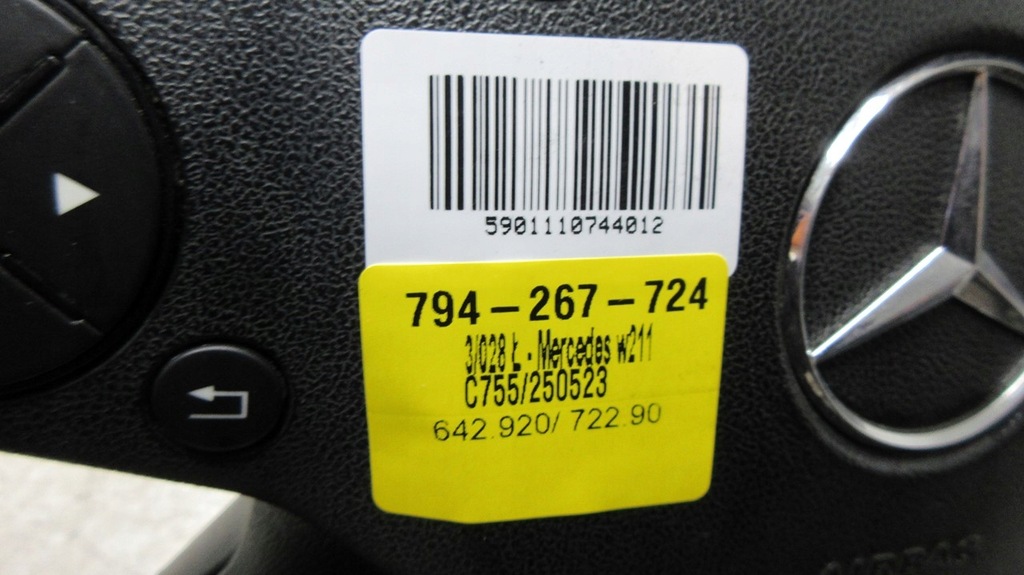 5901110744012
794-267-724
3/028 Ł - Mercedes w211
C755/250523
642.920/ 722.90